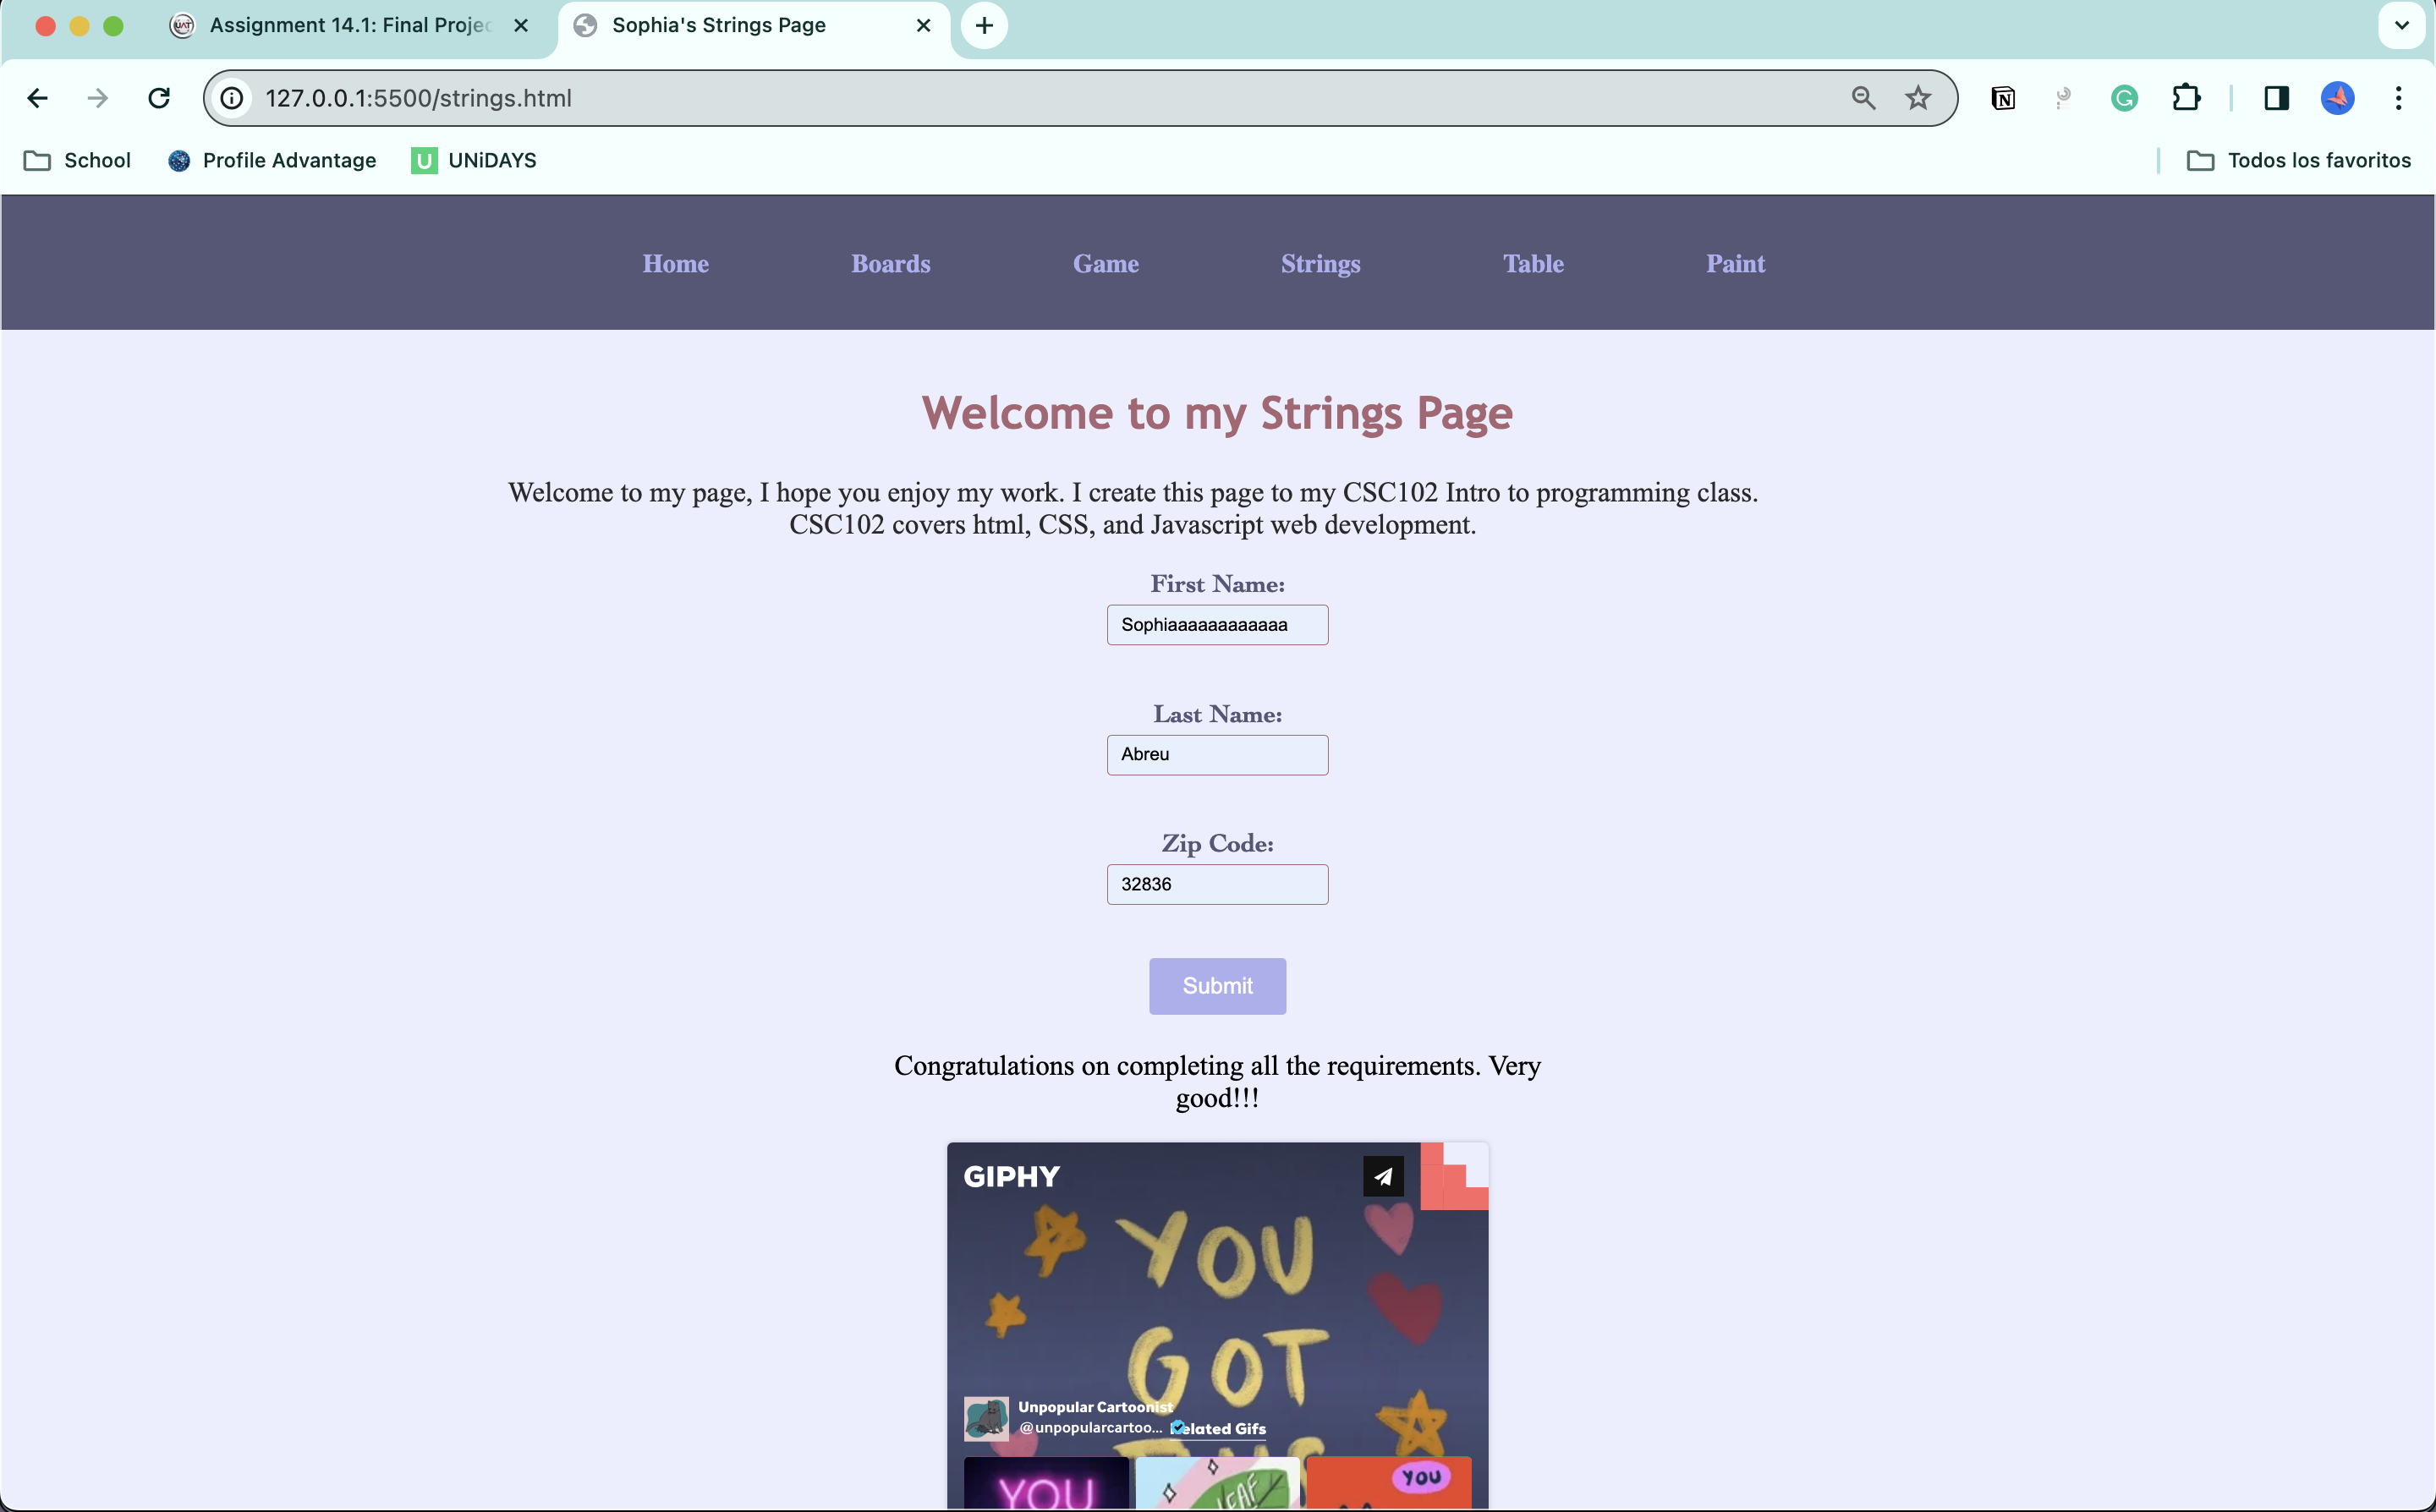 Assignment 14.1: Final Projec
Sophia's Strings Page
127.0.0.1:5500/strings.html
School
Profile Advantage
U UNiDAYS
Todos los favoritos
Home Boards Game Strings Table Paint
Welcome to my Strings Page
Welcome to my page, I hope you enjoy my work. I create this page to my CSC102 Intro to programming class.
CSC102 covers html, CSS, and Javascript web development.
First Name:
Sophiaaaaaaaaaaaaa
Last Name:
Abreu
Zip Code:
32836
Submit
Congratulations on completing all the requirements. Very
good!!!
GIPHY
YOU
GOT
Unpopular Cartoonist
@unpopularcartoo...
Related Gifs
YOU
LEAF
YOU